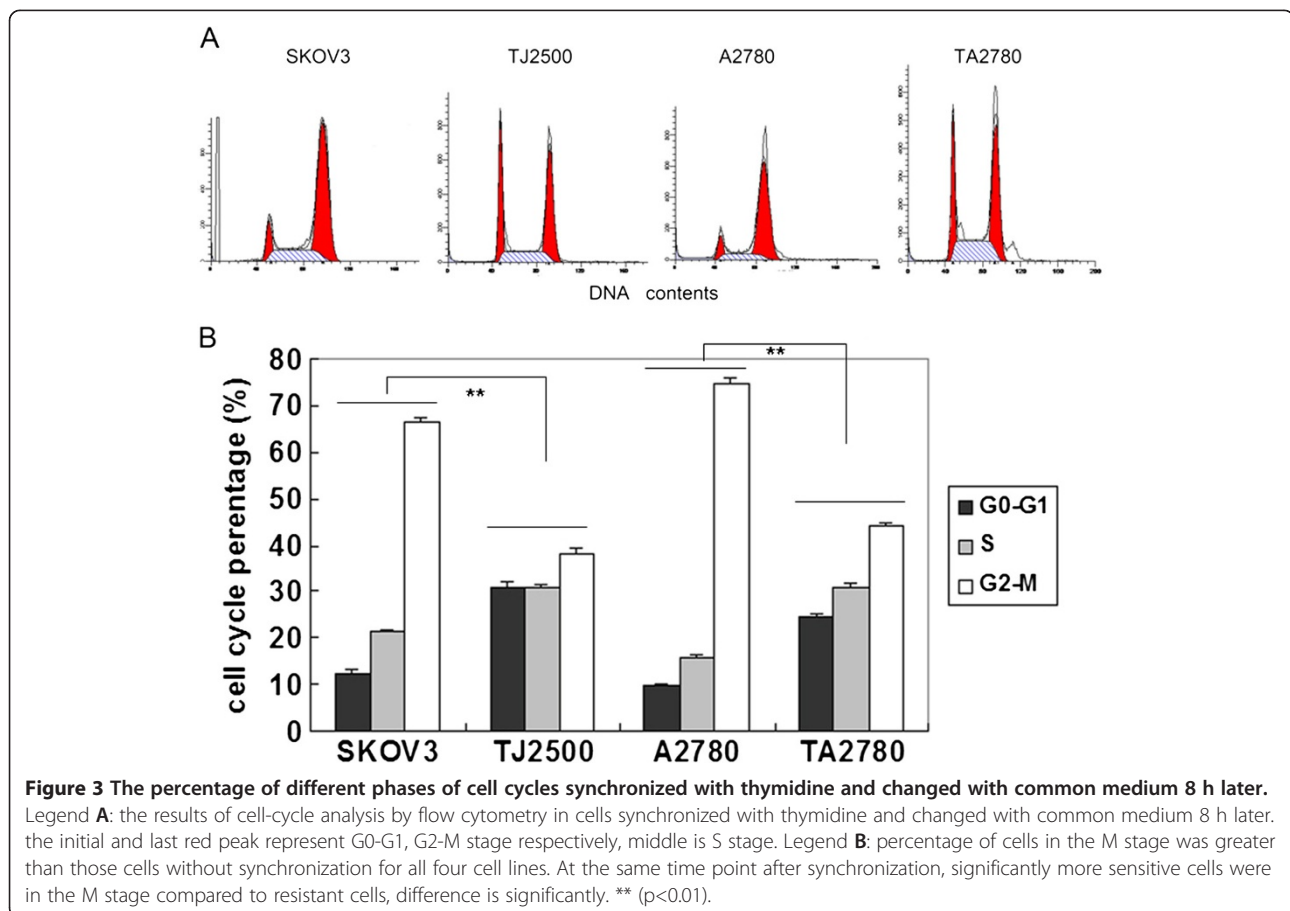 A
SKOV3 TJ2500 A2780 TA2780
DNA contents
B
cell cycle perentage (%)
80
70
60
50
40
30
20
10
0
**
**
SKOV3 TJ2500 A2780 TA2780
G0-G1
S
G2-M
Figure 3 The percentage of different phases of cell cycles synchronized with thymidine and changed with common medium 8 h later.
Legend A: the results of cell-cycle analysis by flow cytometry in cells synchronized with thymidine and changed with common medium 8 h later.
the initial and last red peak represent G0-G1, G2-M stage respectively, middle is S stage. Legend B: percentage of cells in the M stage was greater
than those cells without synchronization for all four cell lines. At the same time point after synchronization, significantly more sensitive cells were
in the M stage compared to resistant cells, difference is significantly. ** (p<0.01).